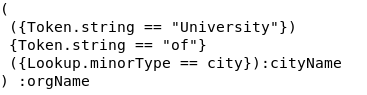 (
 ({Token.string == "University"})
 {Token.string == "of"}
 ({Lookup.minorType == city}):cityName
) :orgName